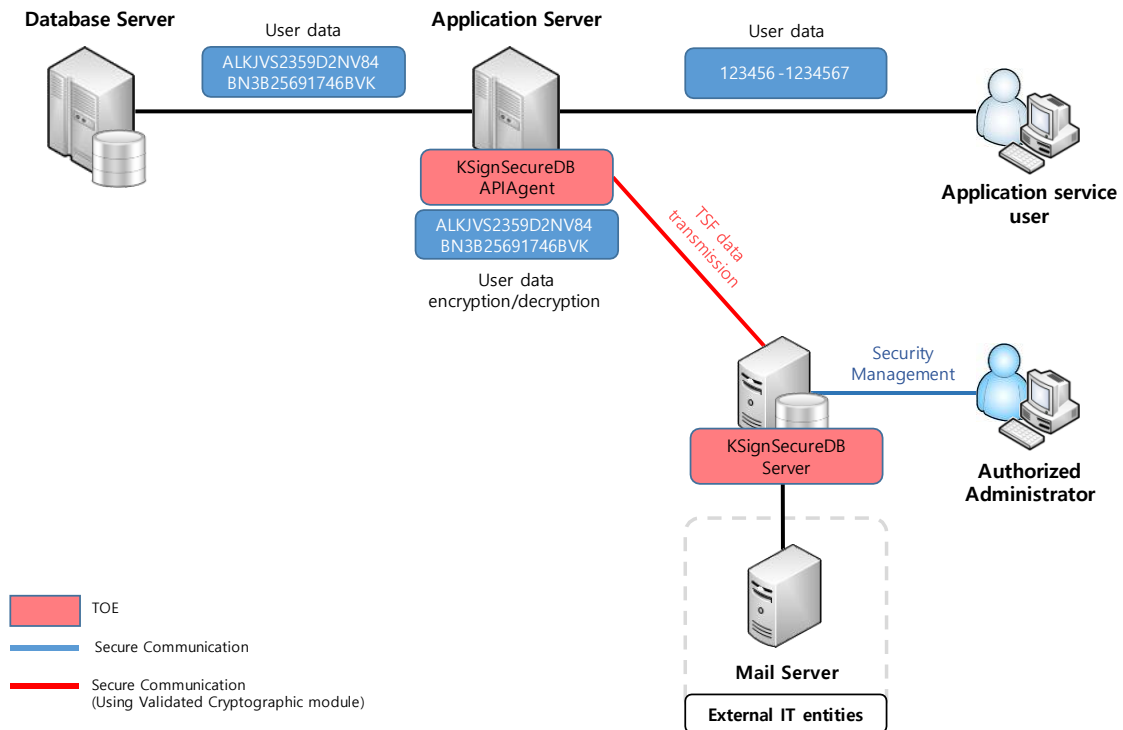 Database Server
Application Server
User data
ALKJVS2359D2NV84
BN3B25691746BVK
User data
123456 -1234567
KSignSecureDB
APIAgent
ALKJVS2359D2NV84
BN3B25691746BVK
User data
encryption/decryption
TSF data
transmission
Application service
user
Security
Management
KSignSecureDB
Server
Authorized
Administrator
Mail Server
External IT entities
TOE
Secure Communication
Secure Communication
(Using Validated Cryptographic module)